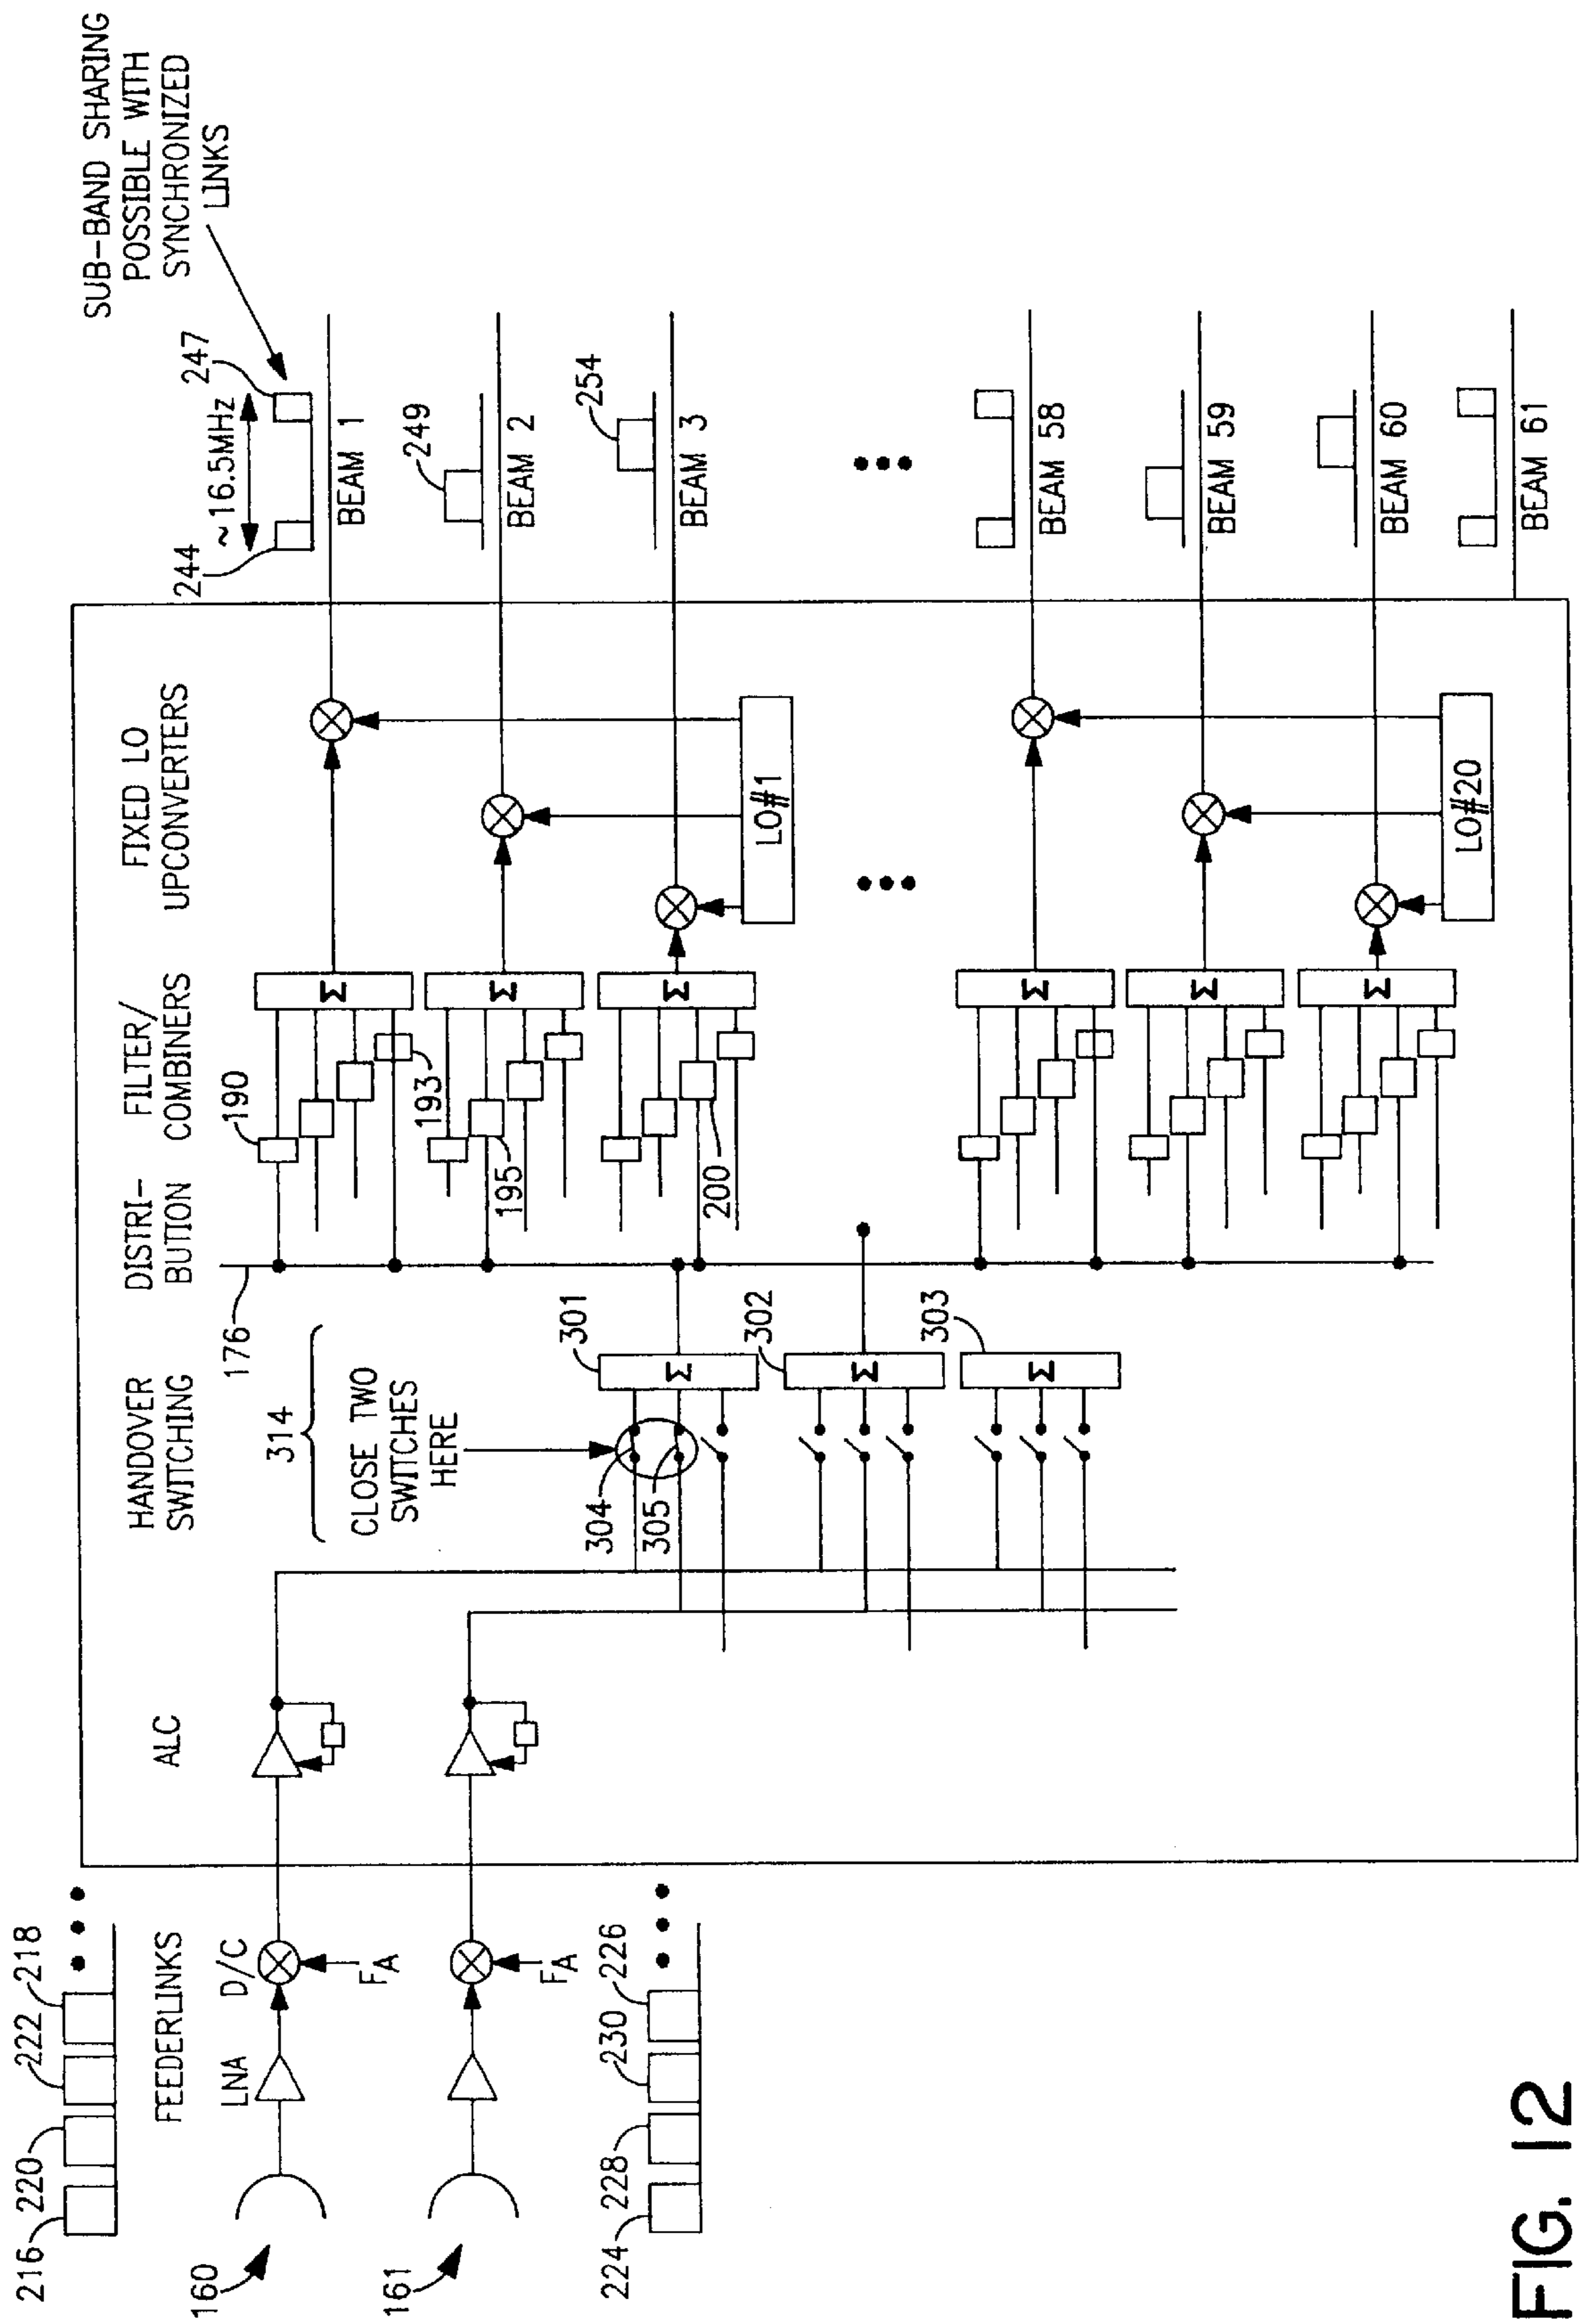 SUB-BAND SHARING
POSSIBLE WITH
SYNCHRONIZED
LINKS
216
220
222
218
FEEDERLINKS
LNA
D/C
FA
160
161
FA
224
228
230
226
ALC
HANDOVER
SWITCHING
314
CLOSE TWO
SWITCHES
HERE
304
305
301
Σ
302
Σ
303
Σ
176
DISTRI-
BUTION
FILTER/
COMBINERS
190
193
195
200
Σ
Σ
Σ
Σ
Σ
Σ
FIXED LO
UPCONVERTERS
LO#1
LO#20
244
~16.5MHz
247
BEAM 1
249
BEAM 2
254
BEAM 3
BEAM 58
BEAM 59
BEAM 60
BEAM 61
FIG. 12